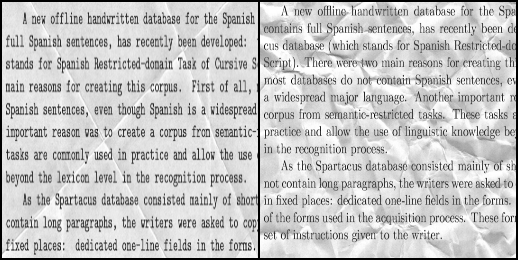 A new offline handwritten database for the Spanish
full Spanish sentences, has recently been developed:
stands for Spanish Restricted-domain Task of Cursive S
main reasons for creating this corpus. First of all,
Spanish sentences, even though Spanish is a widespread
important reason was to create a corpus from semantic-
tasks are commonly used in practice and allow the use
beyond the lexicon level in the recognition process.
As the Spartacus database consisted mainly of short
contain long paragraphs, the writers were asked to copy
fixed places: dedicated one-line fields in the forms.
A new offline handwritten database for the Spa
contains full Spanish sentences, has recently been de
cus database (which stands for Spanish Restricted-do
Script). There were two main reasons for creating th
most databases do not contain Spanish sentences, ev
a widespread major language. Another important re
corpus from semantic-restricted tasks. These tasks a
practice and allow the use of linguistic knowledge be
in the recognition process.
As the Spartacus database consisted mainly of sh
not contain long paragraphs, the writers were asked to
in fixed places: dedicated one-line fields in the forms.
of the forms used in the acquisition process. These for
set of instructions given to the writer.